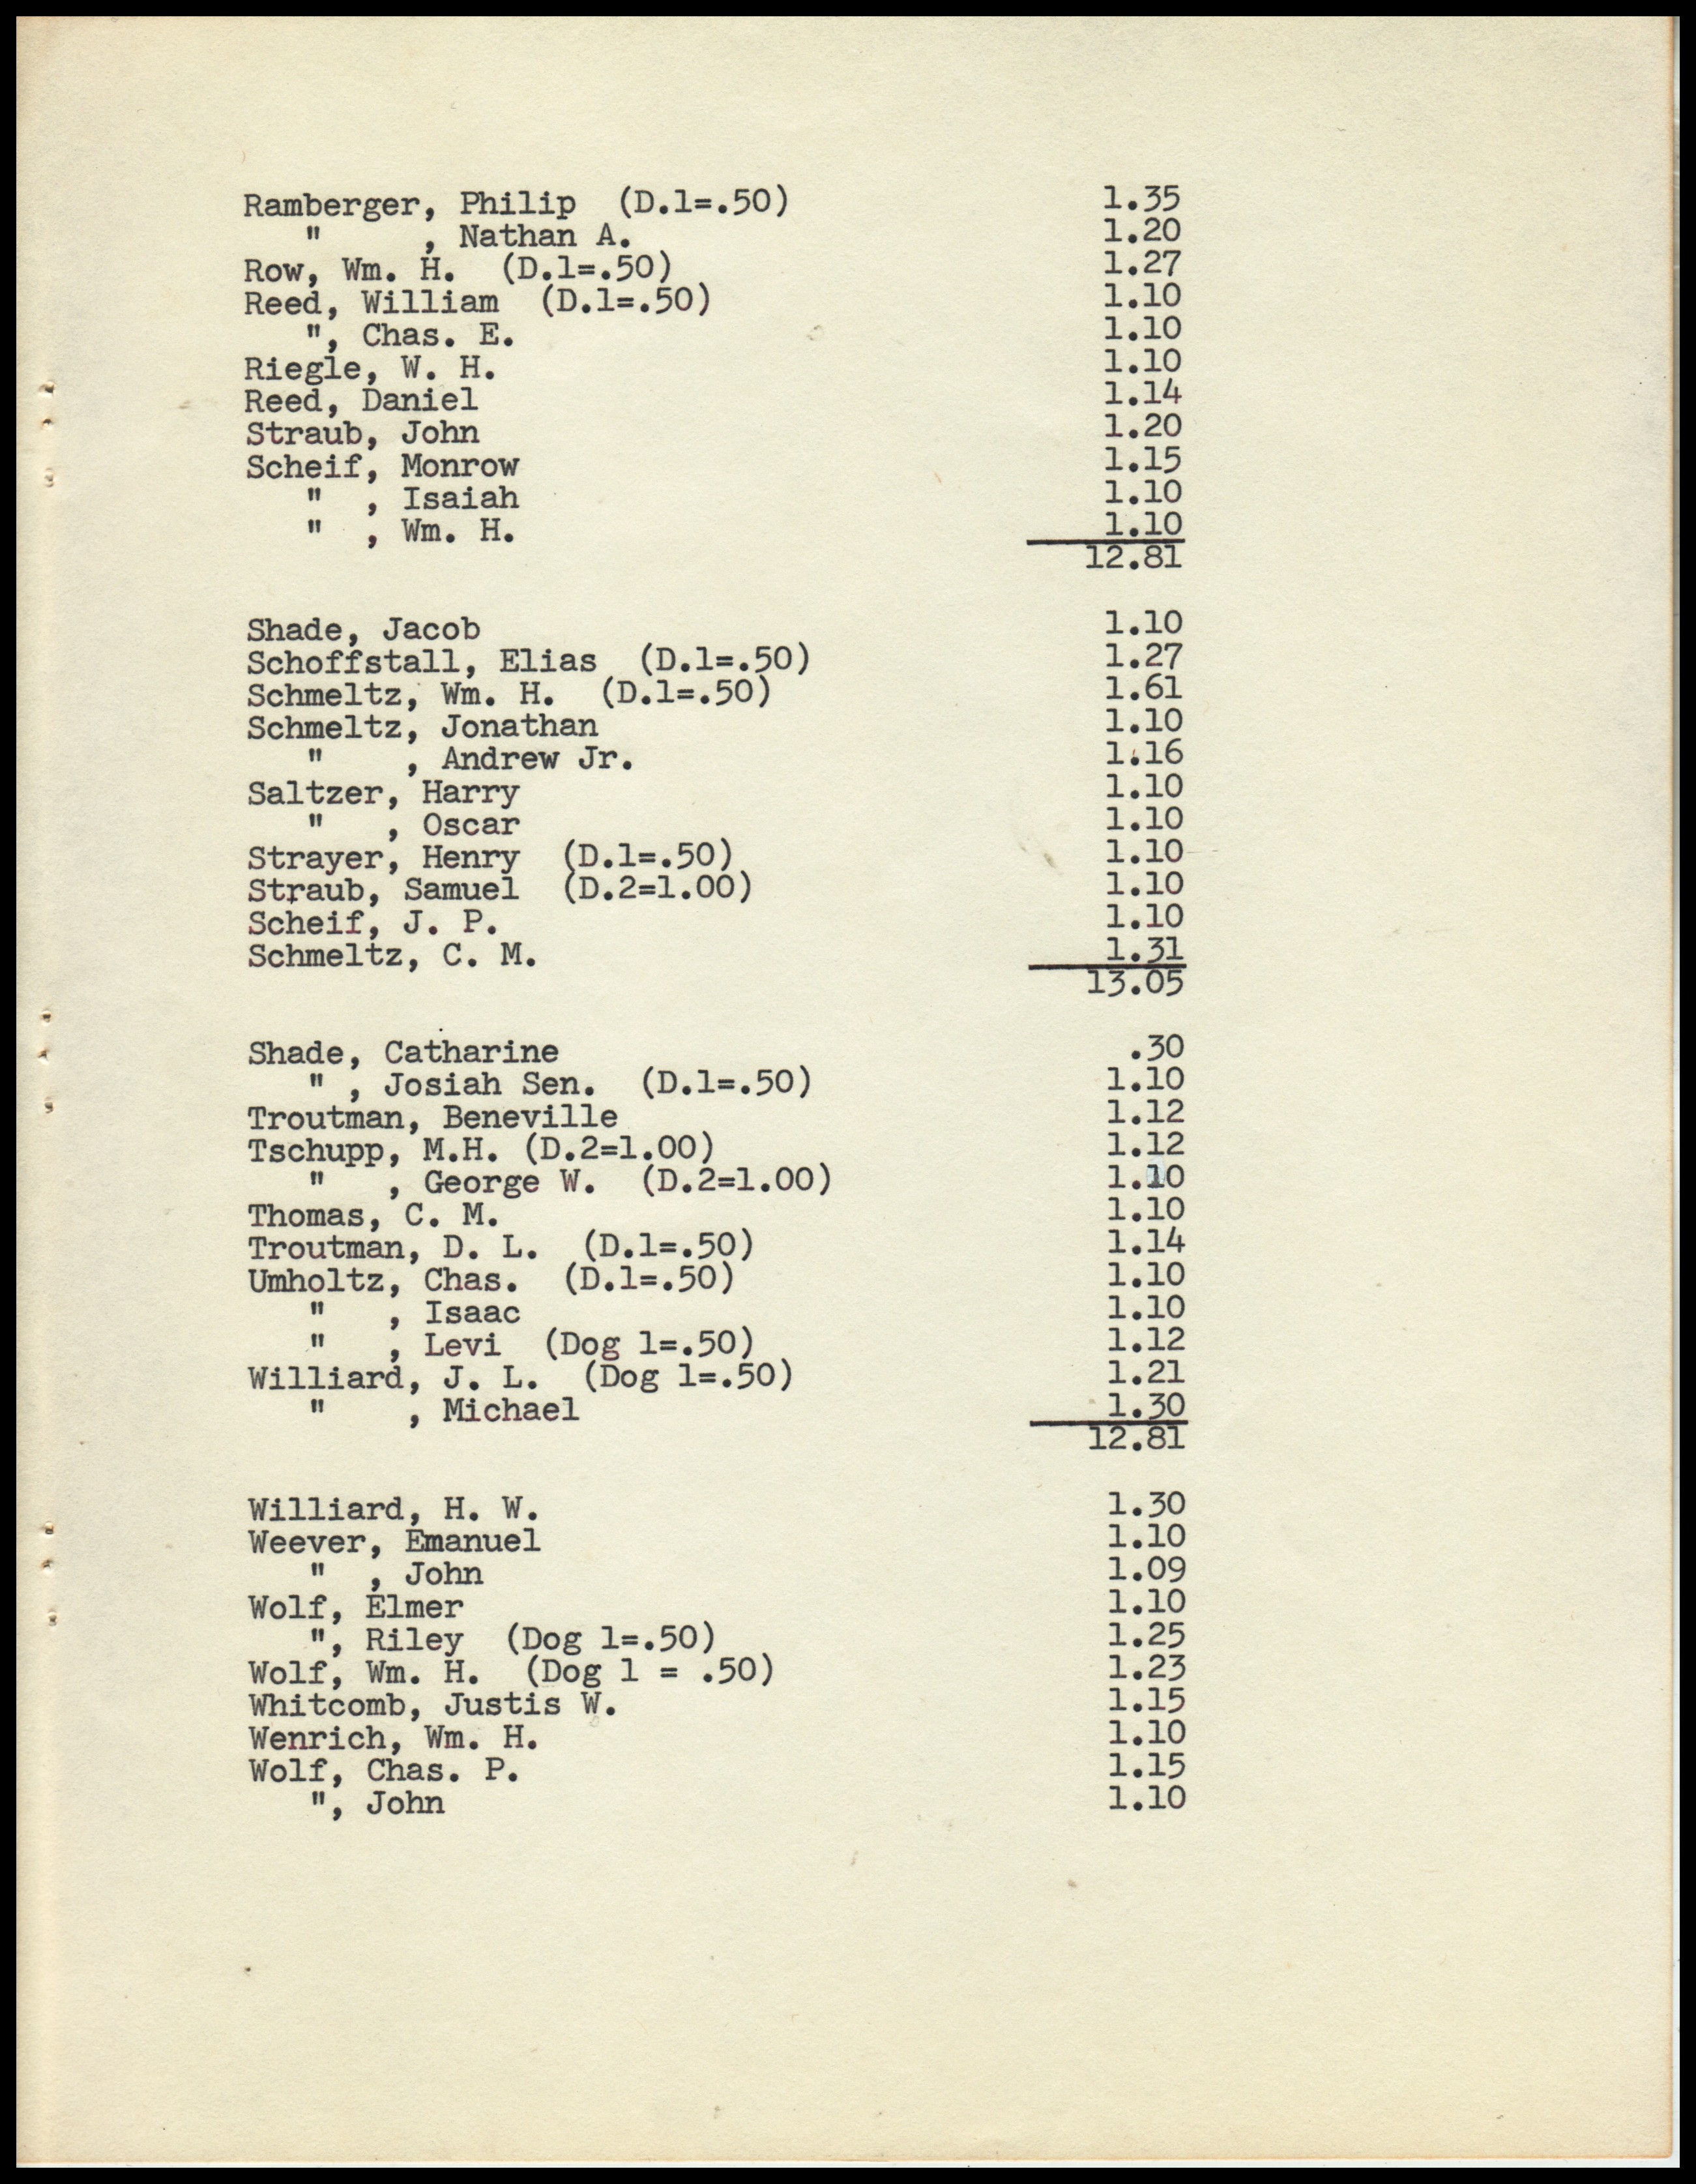 Ramberger, Philip (D.1=.50) 1.35
" , Nathan A. 1.20
Row, Wm. H. (D.1=.50) 1.27
Reed, William (D.1=.50) 1.10
", Chas. E. 1.10
Riegle, W. H. 1.10
Reed, Daniel 1.14
Straub, John 1.20
Scheif, Monrow 1.15
" , Isaiah 1.10
" , Wm. H. 1.10
12.81
Shade, Jacob 1.10
Schoffstall, Elias (D.1=.50) 1.27
Schmeltz, Wm. H. (D.1=.50) 1.61
Schmeltz, Jonathan 1.10
" , Andrew Jr. 1.16
Saltzer, Harry 1.10
" , Oscar 1.10
Strayer, Henry (D.1=.50) 1.10
Straub, Samuel (D.2=1.00) 1.10
Scheif, J. P. 1.10
Schmeltz, C. M. 1.31
13.05
Shade, Catharine .30
" , Josiah Sen. (D.1=.50) 1.10
Troutman, Beneville 1.12
Tschupp, M.H. (D.2=1.00) 1.12
" , George W. (D.2=1.00) 1.10
Thomas, C. M. 1.10
Troutman, D. L. (D.1=.50) 1.14
Umholtz, Chas. (D.1=.50) 1.10
" , Isaac 1.10
" , Levi (Dog 1=.50) 1.12
Williard, J. L. (Dog 1=.50) 1.21
" , Michael 1.30
12.81
Williard, H. W. 1.30
Weever, Emanuel 1.10
" , John 1.09
Wolf, Elmer 1.10
", Riley (Dog 1=.50) 1.25
Wolf, Wm. H. (Dog 1 = .50) 1.23
Whitcomb, Justis W. 1.15
Wenrich, Wm. H. 1.10
Wolf, Chas. P. 1.15
", John 1.10